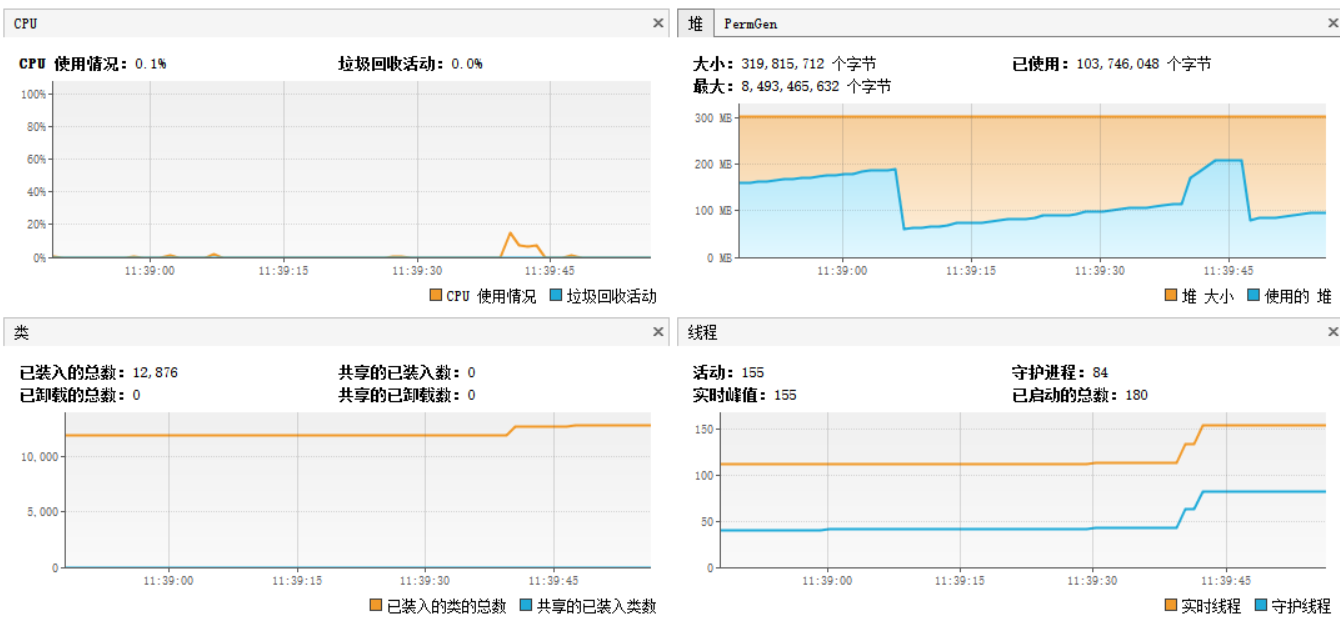 CPU
CPU 使用情况: 0.1% 垃圾回收活动: 0.0%
100%
80%
60%
40%
20%
0%
11:39:00 11:39:15 11:39:30 11:39:45
CPU 使用情况 垃圾回收活动
堆 PermGen
大小: 319,815,712 个字节 已使用: 103,746,048 个字节
最大: 8,493,465,632 个字节
300 MB
200 MB
100 MB
0 MB
11:39:00 11:39:15 11:39:30 11:39:45
堆 大小 使用的 堆
类
已装入的总数: 12,876 共享的已装入数: 0
已卸载的总数: 0 共享的已卸载数: 0
10,000
5,000
0
11:39:00 11:39:15 11:39:30 11:39:45
已装入的类的总数 共享的已装入类数
线程
活动: 155 守护进程: 84
实时峰值: 155 已启动的总数: 180
150
100
50
0
11:39:00 11:39:15 11:39:30 11:39:45
实时线程 守护线程